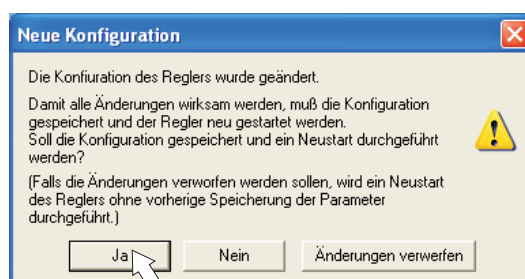 Neue Konfiguration
Die Konfiuration des Reglers wurde geändert.
Damit alle Änderungen wirksam werden, muß die Konfiguration
gespeichert und der Regler neu gestartet werden.
Soll die Konfiguration gespeichert und ein Neustart durchgeführt
werden?
(Falls die Änderungen verworfen werden sollen, wird ein Neustart
des Reglers ohne vorherige Speicherung der Parameter
durchgeführt.)
Ja Nein Änderungen verwerfen